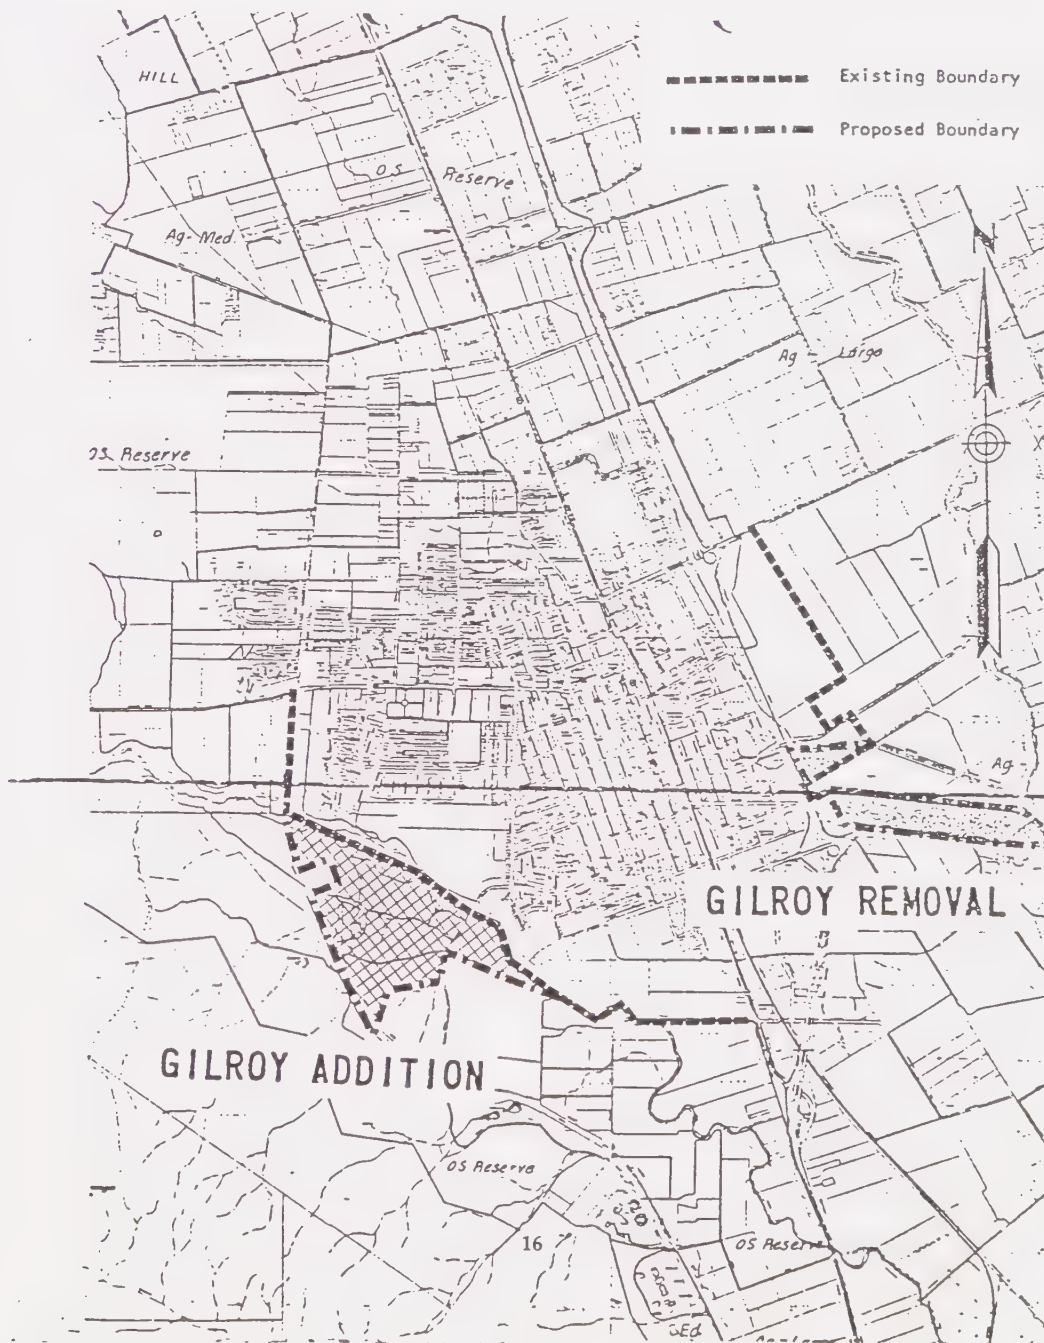 Existing Boundary
Proposed Boundary
HILL
O.S. Reserve
Ag-Med.
N
Ag - Large
OS Reserve
X
Ag
GILROY REMOVAL
GILROY ADDITION
OS Reserve
16
OS Reserve
Ed